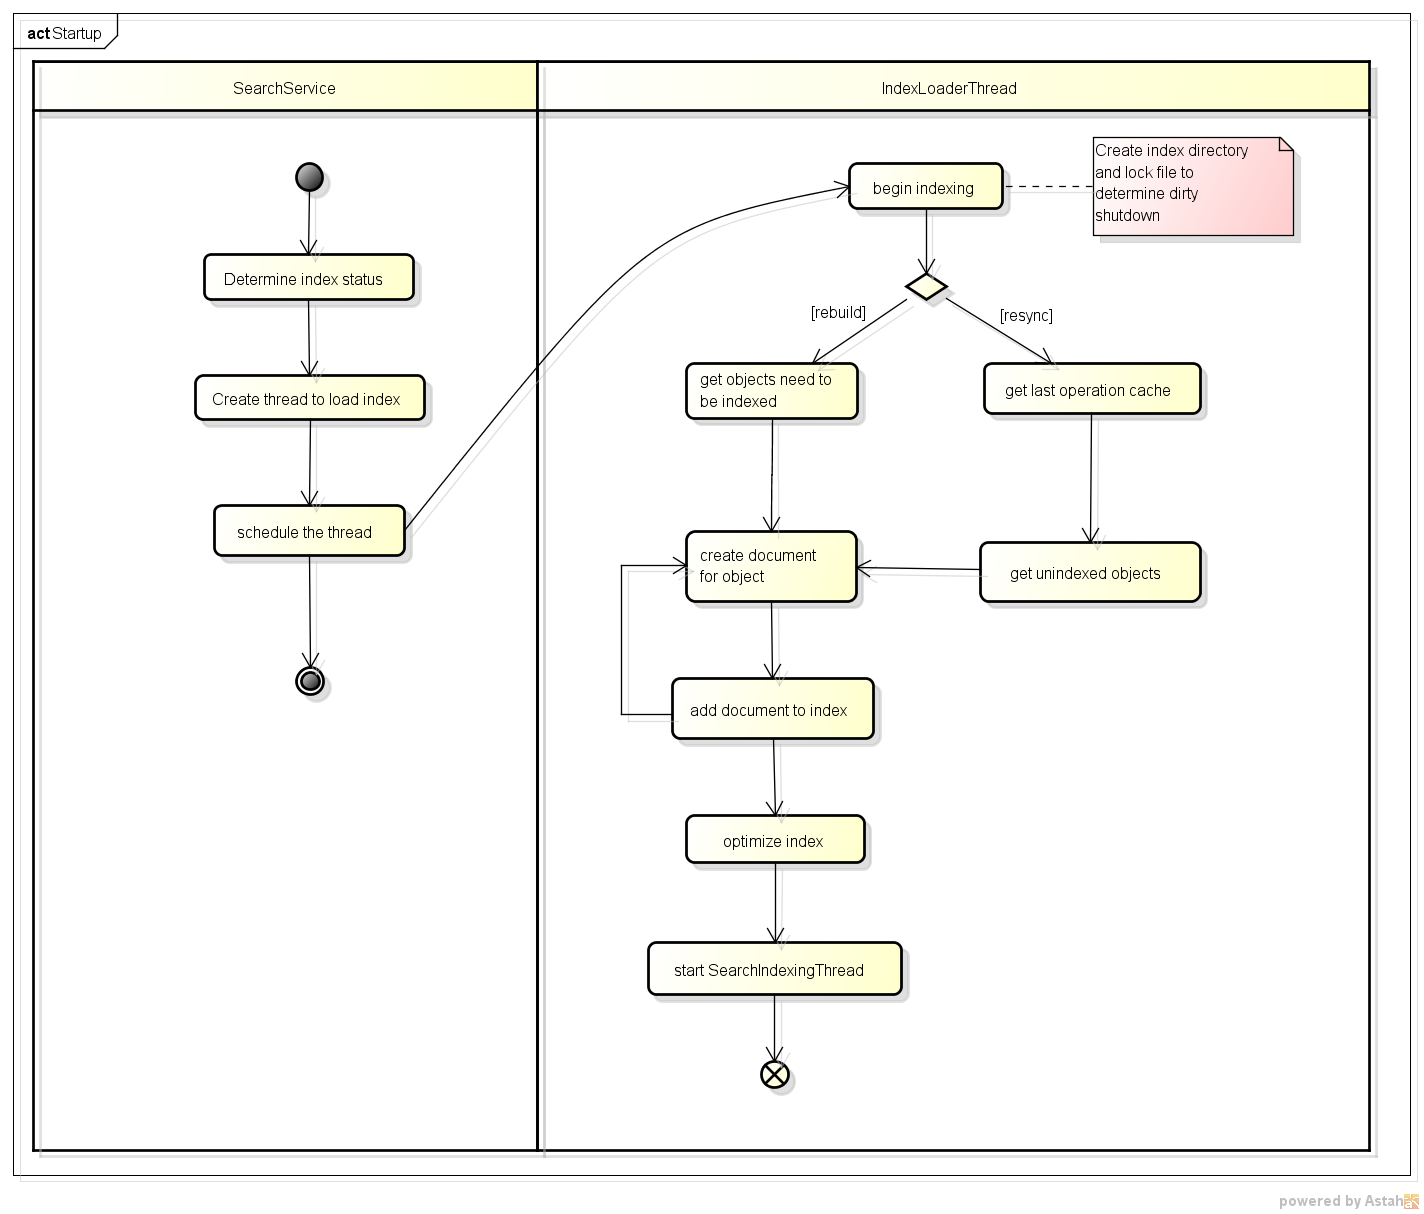 act Startup
SearchService
IndexLoaderThread
Create index directory
and lock file to
determine dirty
shutdown
begin indexing
Determine index status
[rebuild]
[resync]
get objects need to
be indexed
get last operation cache
Create thread to load index
schedule the thread
create document
for object
get unindexed objects
add document to index
optimize index
start SearchIndexingThread
powered by Astah